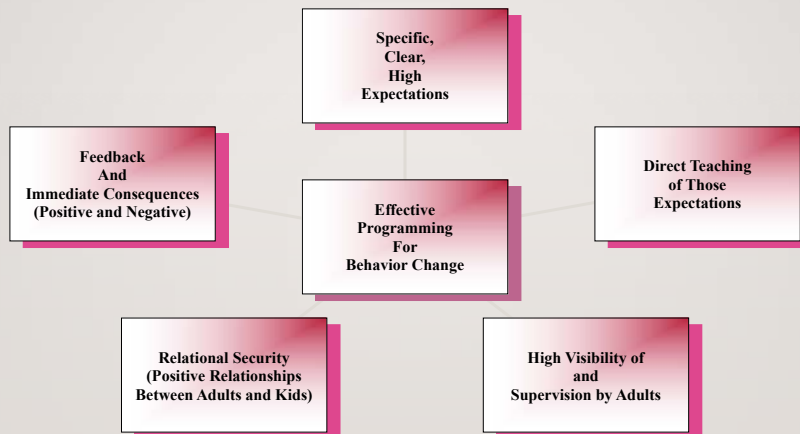 Specific,
Clear,
High
Expectations
Feedback
And
Immediate Consequences
(Positive and Negative)
Direct Teaching
of Those
Expectations
Effective
Programming
For
Behavior Change
Relational Security
(Positive Relationships
Between Adults and Kids)
High Visibility of
and
Supervision by Adults